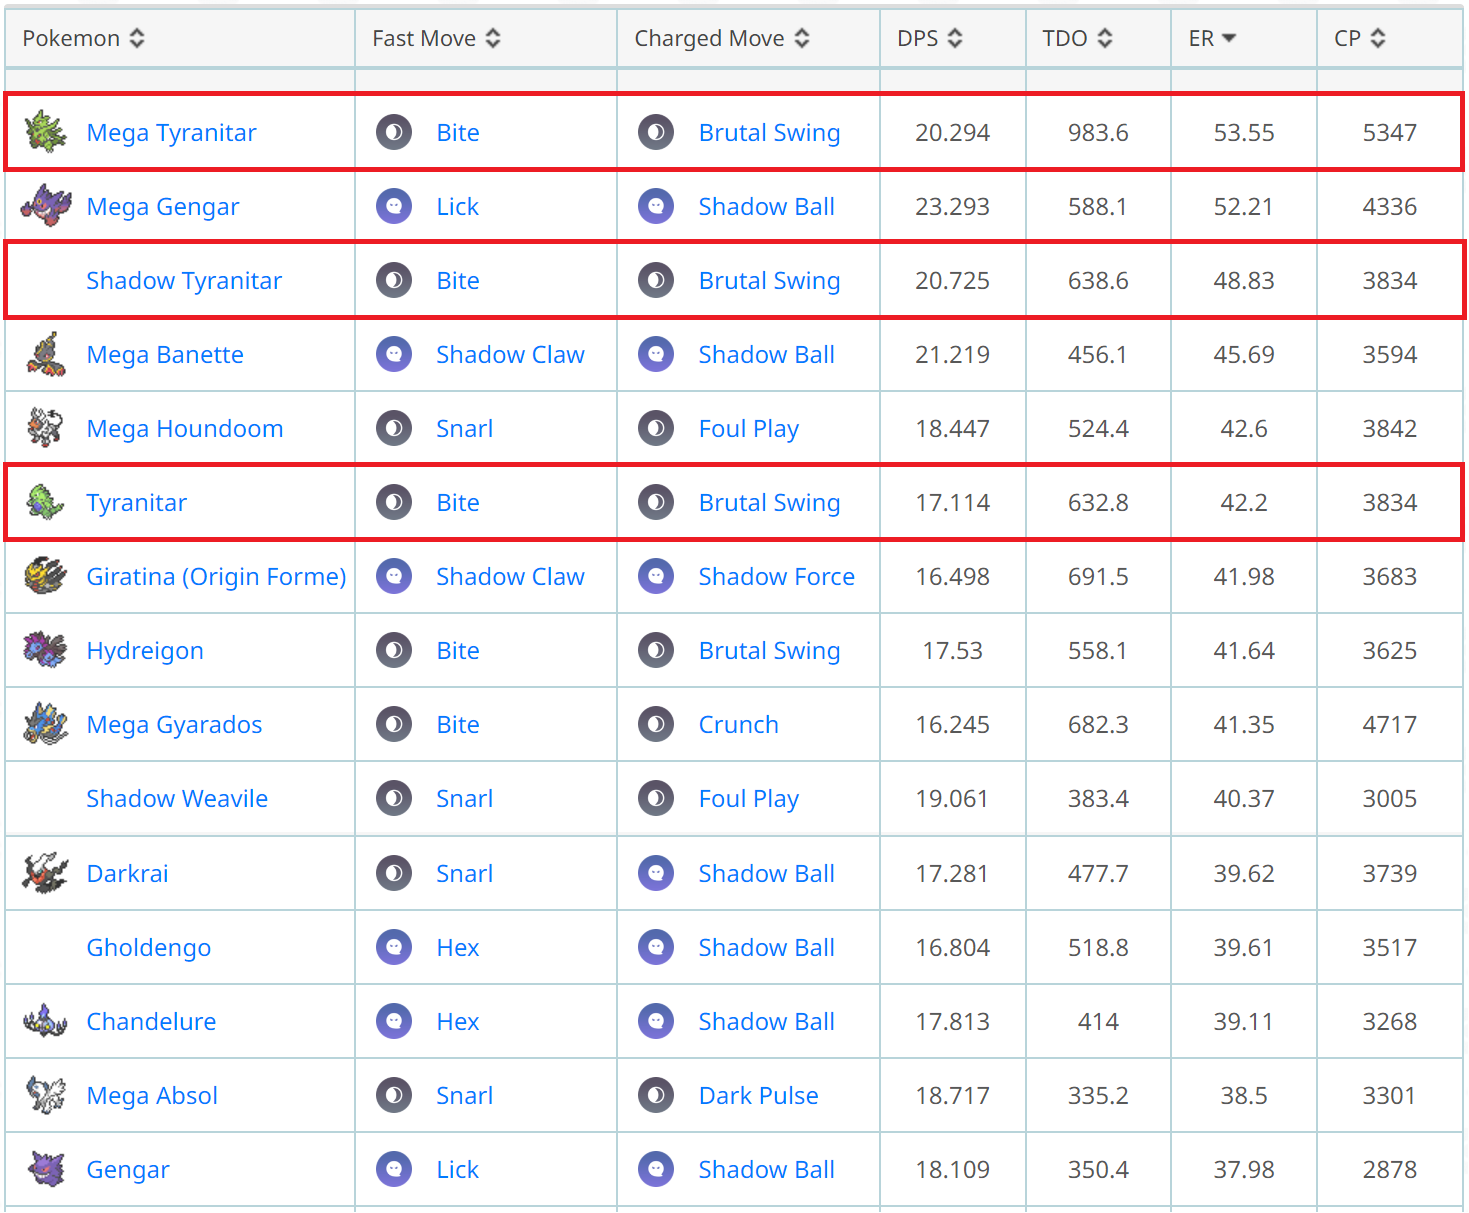 Pokemon Fast Move Charged Move DPS TDO ER CP
Mega Tyranitar Bite Brutal Swing 20.294 983.6 53.55 5347
Mega Gengar Lick Shadow Ball 23.293 588.1 52.21 4336
Shadow Tyranitar Bite Brutal Swing 20.725 638.6 48.83 3834
Mega Banette Shadow Claw Shadow Ball 21.219 456.1 45.69 3594
Mega Houndoom Snarl Foul Play 18.447 524.4 42.6 3842
Tyranitar Bite Brutal Swing 17.114 632.8 42.2 3834
Giratina (Origin Forme) Shadow Claw Shadow Force 16.498 691.5 41.98 3683
Hydreigon Bite Brutal Swing 17.53 558.1 41.64 3625
Mega Gyarados Bite Crunch 16.245 682.3 41.35 4717
Shadow Weavile Snarl Foul Play 19.061 383.4 40.37 3005
Darkrai Snarl Shadow Ball 17.281 477.7 39.62 3739
Gholdengo Hex Shadow Ball 16.804 518.8 39.61 3517
Chandelure Hex Shadow Ball 17.813 414 39.11 3268
Mega Absol Snarl Dark Pulse 18.717 335.2 38.5 3301
Gengar Lick Shadow Ball 18.109 350.4 37.98 2878